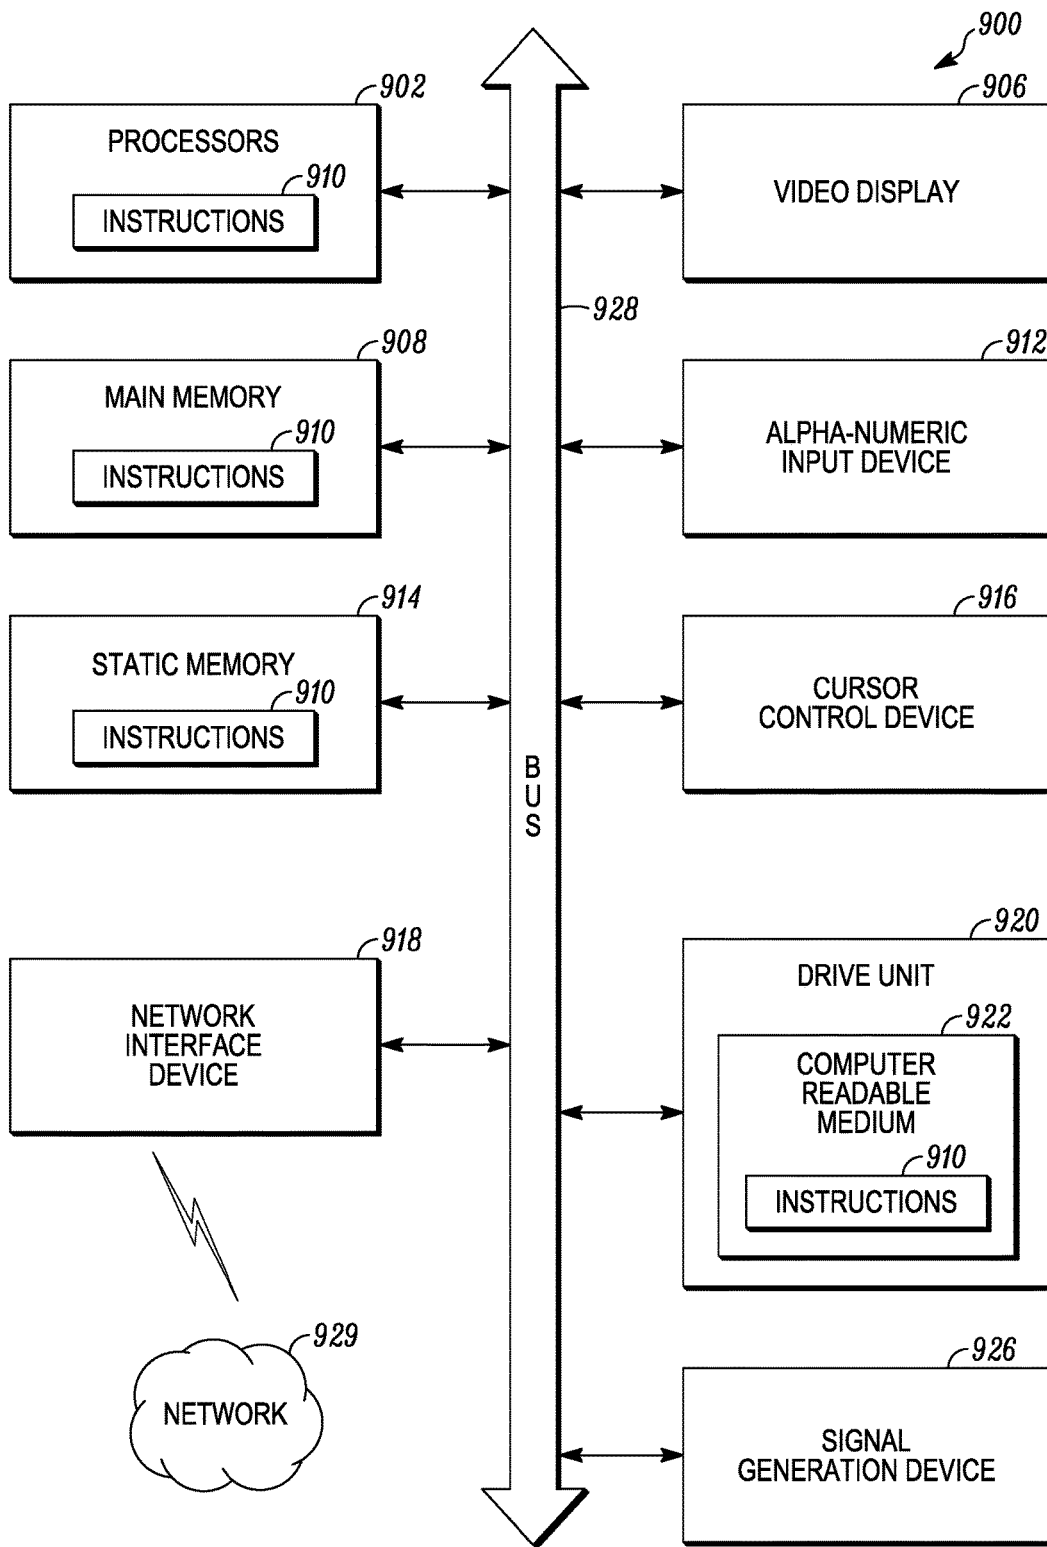 900
902
PROCESSORS
910
INSTRUCTIONS
906
VIDEO DISPLAY
928
908
MAIN MEMORY
910
INSTRUCTIONS
912
ALPHA-NUMERIC
INPUT DEVICE
914
STATIC MEMORY
910
INSTRUCTIONS
916
CURSOR
CONTROL DEVICE
B
U
S
918
NETWORK
INTERFACE
DEVICE
920
DRIVE UNIT
922
COMPUTER
READABLE
MEDIUM
910
INSTRUCTIONS
929
NETWORK
926
SIGNAL
GENERATION DEVICE